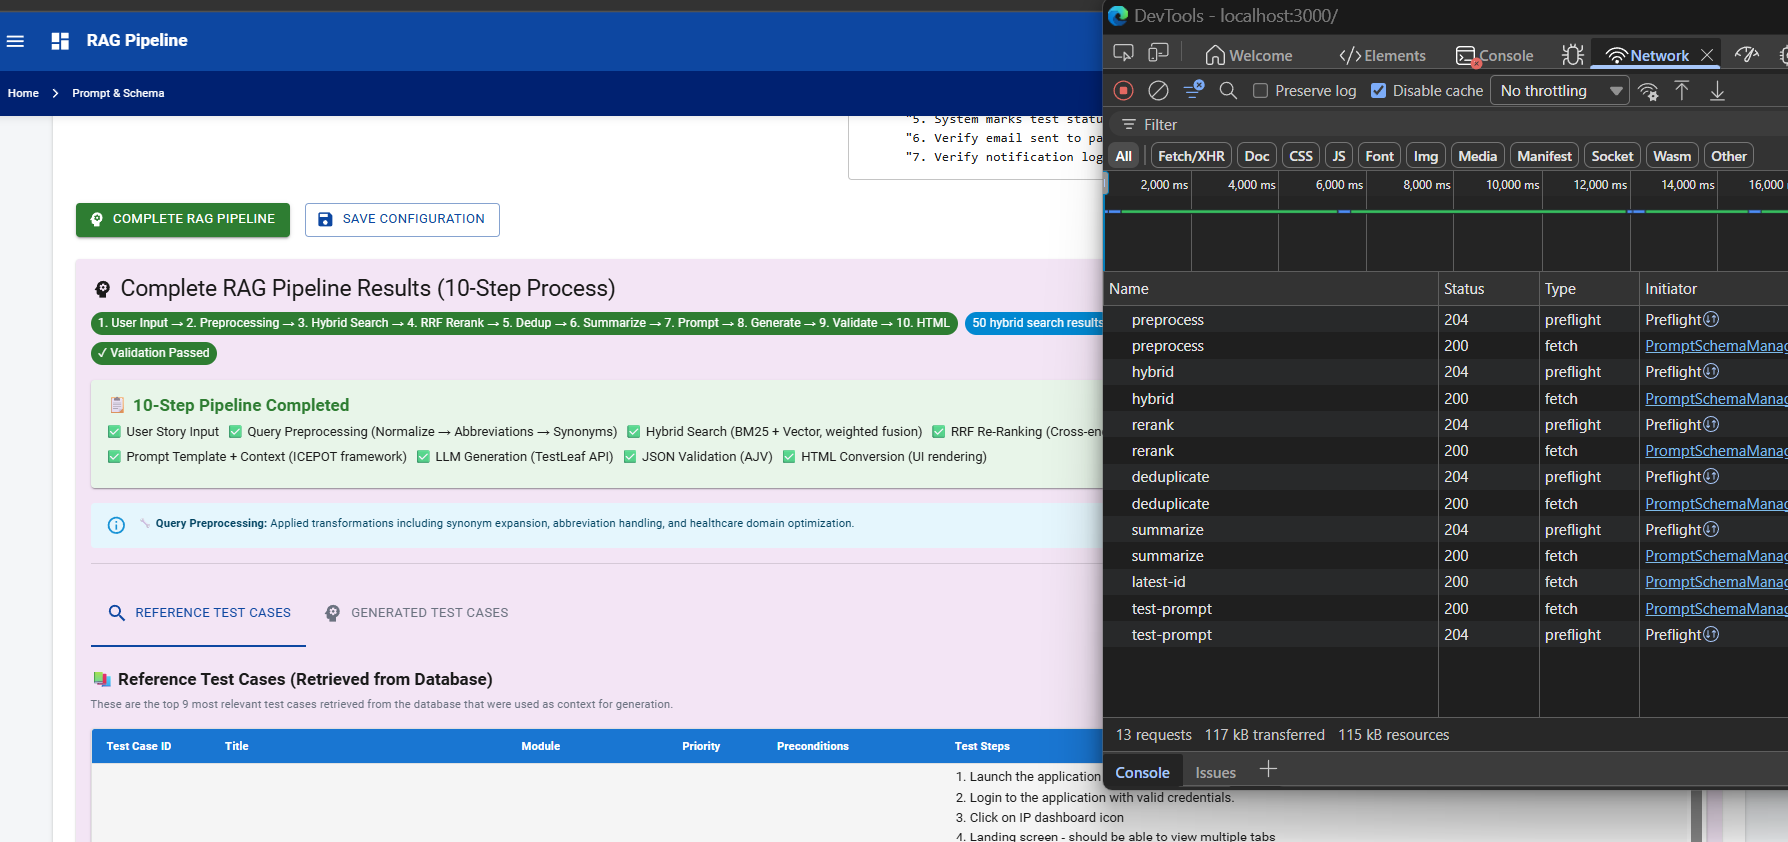 RAG Pipeline
Home > Prompt & Schema
"5. System marks test statu
"6. Verify email sent to pa
"7. Verify notification log
COMPLETE RAG PIPELINE
SAVE CONFIGURATION
Complete RAG Pipeline Results (10-Step Process)
1. User Input → 2. Preprocessing → 3. Hybrid Search → 4. RRF Rerank → 5. Dedup → 6. Summarize → 7. Prompt → 8. Generate → 9. Validate → 10. HTML
50 hybrid search results
✓ Validation Passed
10-Step Pipeline Completed
✅ User Story Input ✅ Query Preprocessing (Normalize → Abbreviations → Synonyms) ✅ Hybrid Search (BM25 + Vector, weighted fusion) ✅ RRF Re-Ranking (Cross-en
✅ Prompt Template + Context (ICEPOT framework) ✅ LLM Generation (TestLeaf API) ✅ JSON Validation (AJV) ✅ HTML Conversion (UI rendering)
Query Preprocessing: Applied transformations including synonym expansion, abbreviation handling, and healthcare domain optimization.
REFERENCE TEST CASES
GENERATED TEST CASES
Reference Test Cases (Retrieved from Database)
These are the top 9 most relevant test cases retrieved from the database that were used as context for generation.
Test Case ID Title Module Priority Preconditions Test Steps
1. Launch the application
2. Login to the application with valid credentials.
3. Click on IP dashboard icon
4. Landing screen - should be able to view multiple tabs
DevTools - localhost:3000/
Welcome Elements Console Network
Preserve log Disable cache No throttling
Filter
All Fetch/XHR Doc CSS JS Font Img Media Manifest Socket Wasm Other
2,000 ms 4,000 ms 6,000 ms 8,000 ms 10,000 ms 12,000 ms 14,000 ms 16,000
Name Status Type Initiator
preprocess 204 preflight Preflight
preprocess 200 fetch PromptSchemaManag
hybrid 204 preflight Preflight
hybrid 200 fetch PromptSchemaManag
rerank 204 preflight Preflight
rerank 200 fetch PromptSchemaManag
deduplicate 204 preflight Preflight
deduplicate 200 fetch PromptSchemaManag
summarize 204 preflight Preflight
summarize 200 fetch PromptSchemaManag
latest-id 200 fetch PromptSchemaManag
test-prompt 200 fetch PromptSchemaManag
test-prompt 204 preflight Preflight
13 requests 117 kB transferred 115 kB resources
Console Issues